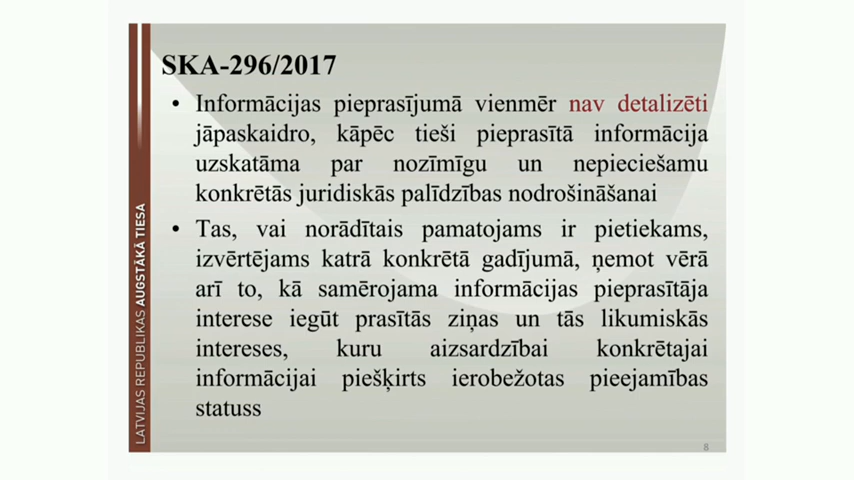 SKA-296/2017
• Informācijas pieprasījumā vienmēr nav detalizēti
jāpaskaidro, kāpēc tieši pieprasītā informācija
uzskatāma par nozīmīgu un nepieciešamu
konkrētās juridiskās palīdzības nodrošināšanai
• Tas, vai norādītais pamatojams ir pietiekams,
izvērtējams katrā konkrētā gadījumā, ņemot vērā
arī to, kā samērojama informācijas pieprasītāja
interese iegūt prasītās ziņas un tās likumiskās
intereses, kuru aizsardzībai konkrētajai
informācijai piešķirts ierobežotas pieejamības
statuss
LATVIJAS REPUBLIKAS AUGSTĀKĀ TIESA
8